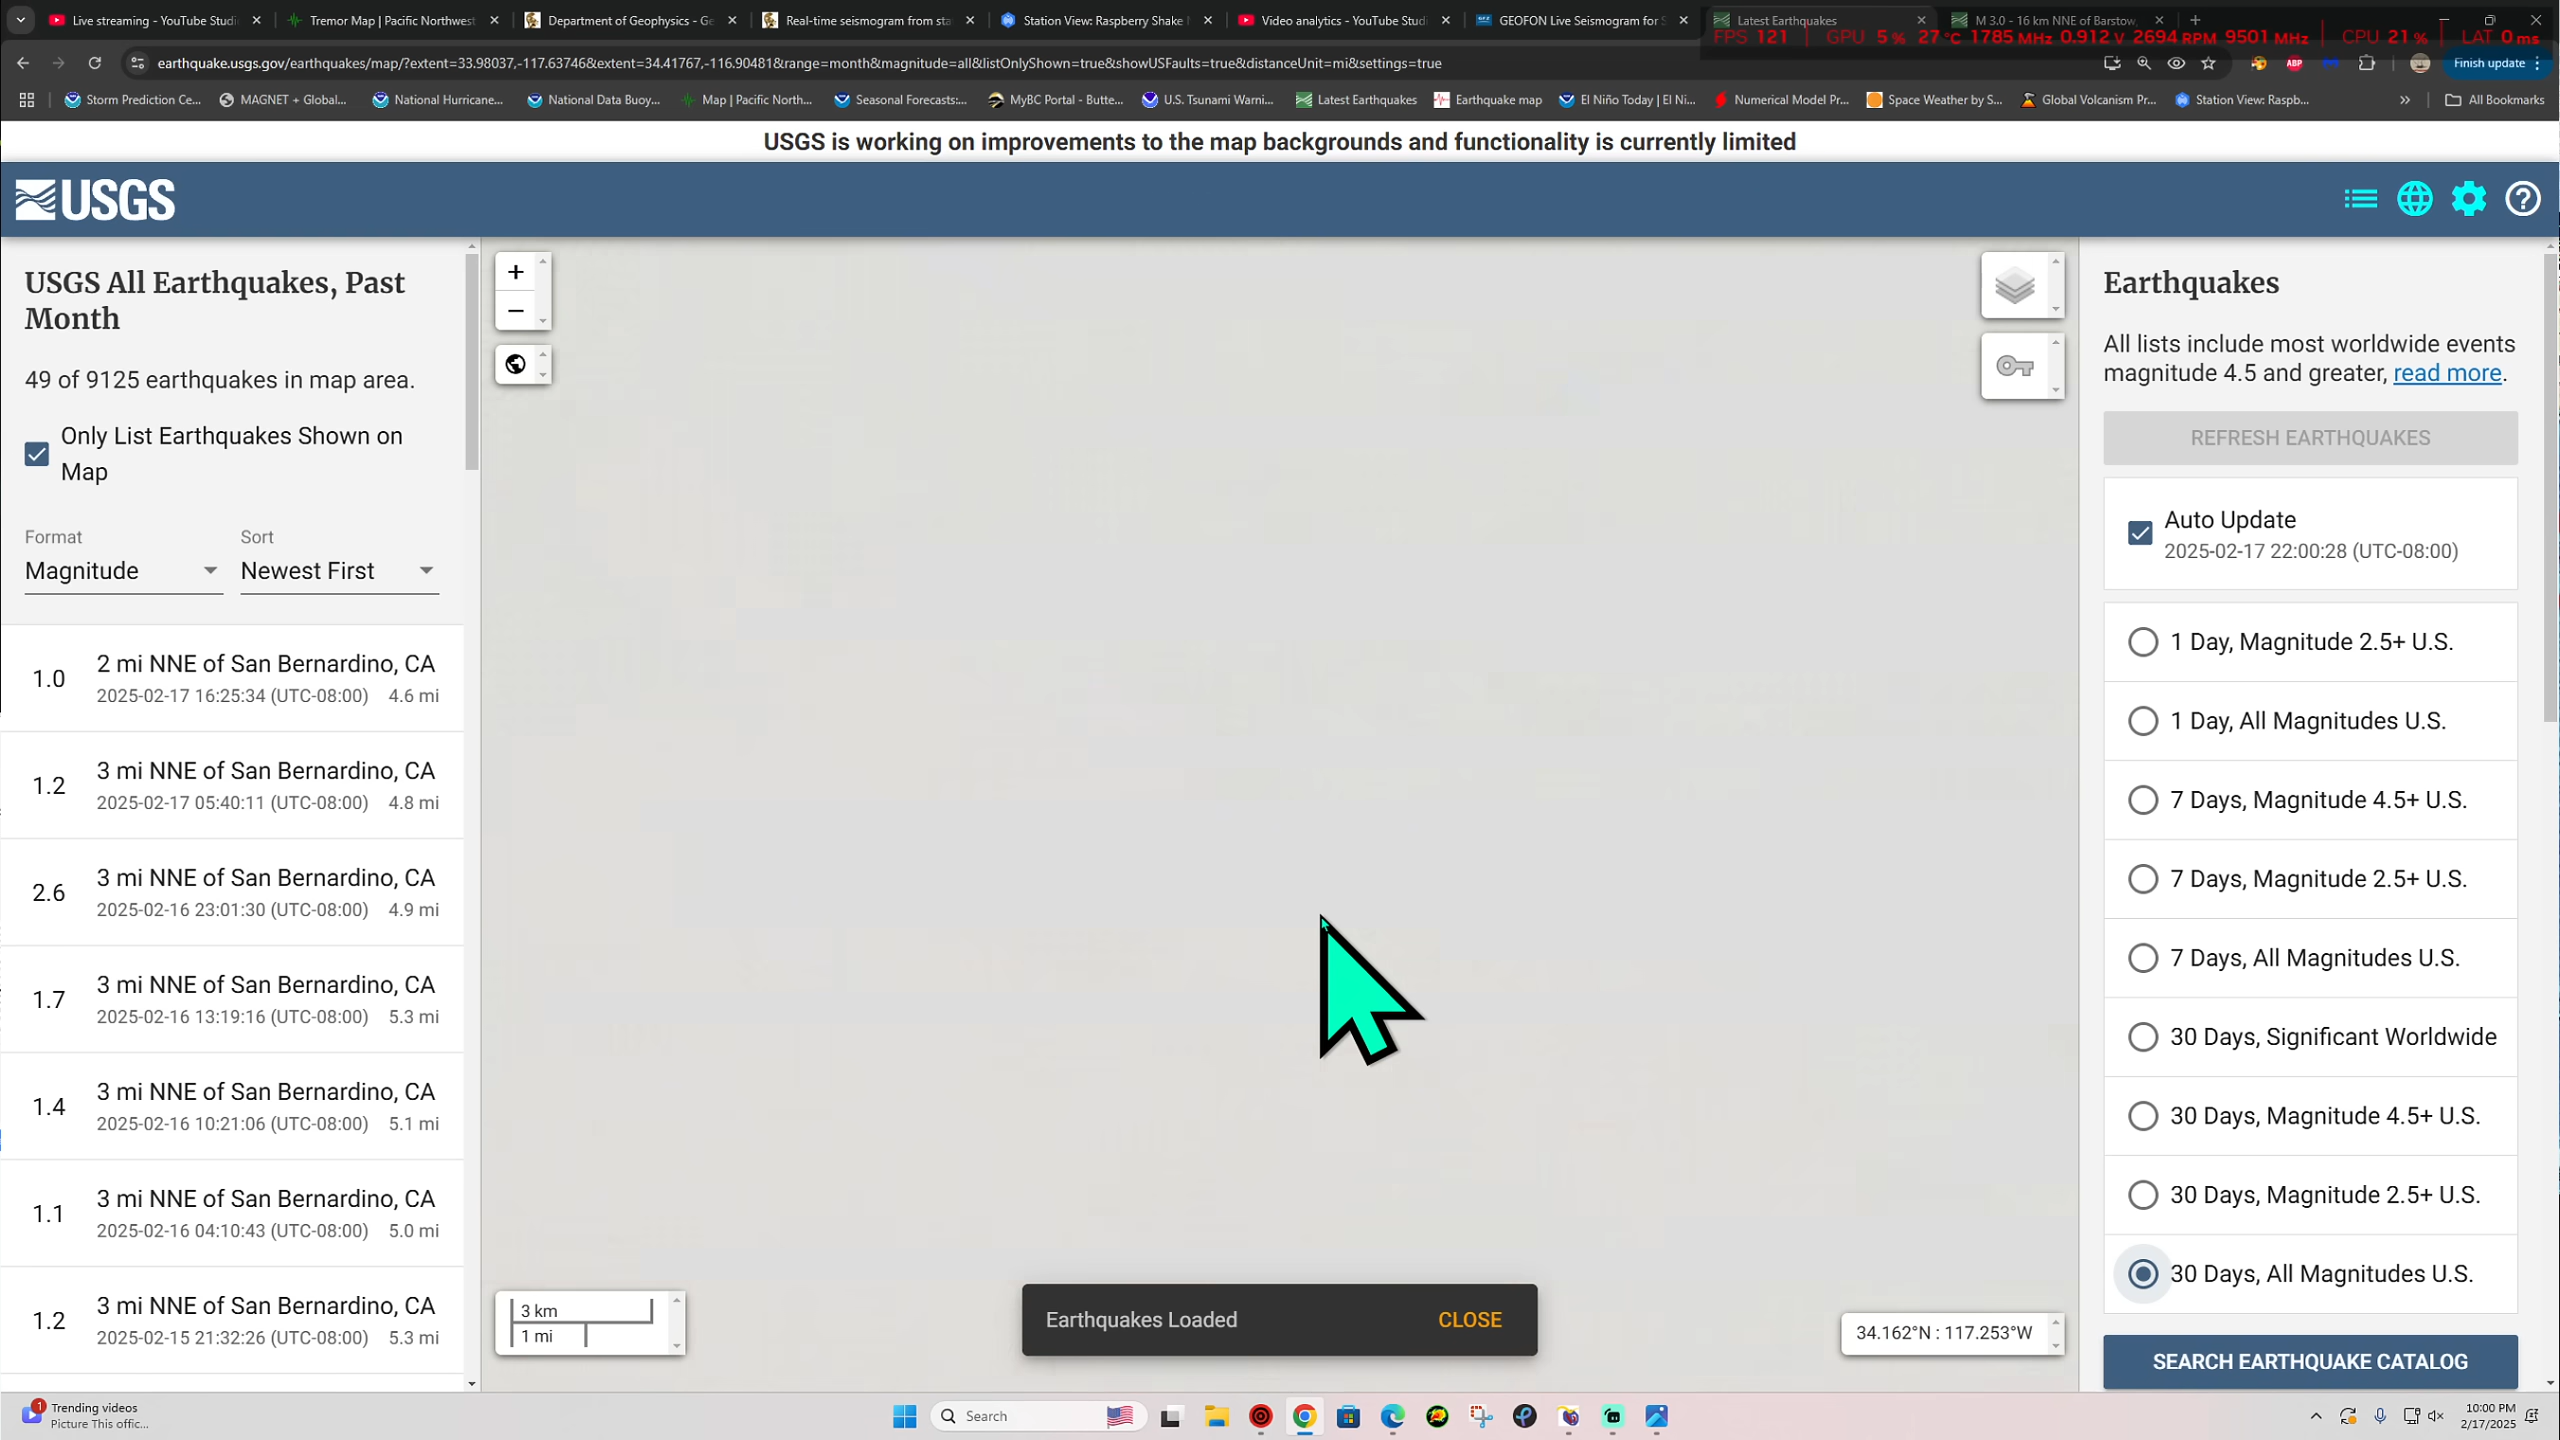 Live streaming - YouTube Studi
Tremor Map | Pacific Northwest
Department of Geophysics - Ge
Real-time seismogram from sta
Station View: Raspberry Shake
Video analytics - YouTube Studi
GEOFON Live Seismogram for S
Latest Earthquakes
M 3.0 - 16 km NNE of Barstow,
FPS 121 GPU 5 % 27 °C 1785 MHz 0.912 V 2694 RPM 9501 MHz CPU 21 % LAT 0 ms
earthquake.usgs.gov/earthquakes/map/?extent=33.98037,-117.63746&extent=34.41767,-116.90481&range=month&magnitude=all&listOnlyShown=true&showUSFaults=true&distanceUnit=mi&settings=true
ABP
Finish update
Storm Prediction Ce...
MAGNET + Global...
National Hurricane...
National Data Buoy...
Map | Pacific North...
Seasonal Forecasts:...
MyBC Portal - Butte...
U.S. Tsunami Warni...
Latest Earthquakes
Earthquake map
El Niño Today | El Ni...
Numerical Model Pr...
Space Weather by S...
Global Volcanism Pr...
Station View: Raspb...
All Bookmarks
USGS is working on improvements to the map backgrounds and functionality is currently limited
USGS
USGS All Earthquakes, Past
Month
49 of 9125 earthquakes in map area.
Only List Earthquakes Shown on
Map
Format Sort
Magnitude Newest First
1.0 2 mi NNE of San Bernardino, CA
2025-02-17 16:25:34 (UTC-08:00) 4.6 mi
1.2 3 mi NNE of San Bernardino, CA
2025-02-17 05:40:11 (UTC-08:00) 4.8 mi
2.6 3 mi NNE of San Bernardino, CA
2025-02-16 23:01:30 (UTC-08:00) 4.9 mi
1.7 3 mi NNE of San Bernardino, CA
2025-02-16 13:19:16 (UTC-08:00) 5.3 mi
1.4 3 mi NNE of San Bernardino, CA
2025-02-16 10:21:06 (UTC-08:00) 5.1 mi
1.1 3 mi NNE of San Bernardino, CA
2025-02-16 04:10:43 (UTC-08:00) 5.0 mi
1.2 3 mi NNE of San Bernardino, CA
2025-02-15 21:32:26 (UTC-08:00) 5.3 mi
+
−
3 km
1 mi
Earthquakes Loaded CLOSE
34.162°N : 117.253°W
Earthquakes
All lists include most worldwide events
magnitude 4.5 and greater, read more.
REFRESH EARTHQUAKES
Auto Update
2025-02-17 22:00:28 (UTC-08:00)
1 Day, Magnitude 2.5+ U.S.
1 Day, All Magnitudes U.S.
7 Days, Magnitude 4.5+ U.S.
7 Days, Magnitude 2.5+ U.S.
7 Days, All Magnitudes U.S.
30 Days, Significant Worldwide
30 Days, Magnitude 4.5+ U.S.
30 Days, Magnitude 2.5+ U.S.
30 Days, All Magnitudes U.S.
SEARCH EARTHQUAKE CATALOG
1
Trending videos
Picture This offic...
Search
10:00 PM
2/17/2025